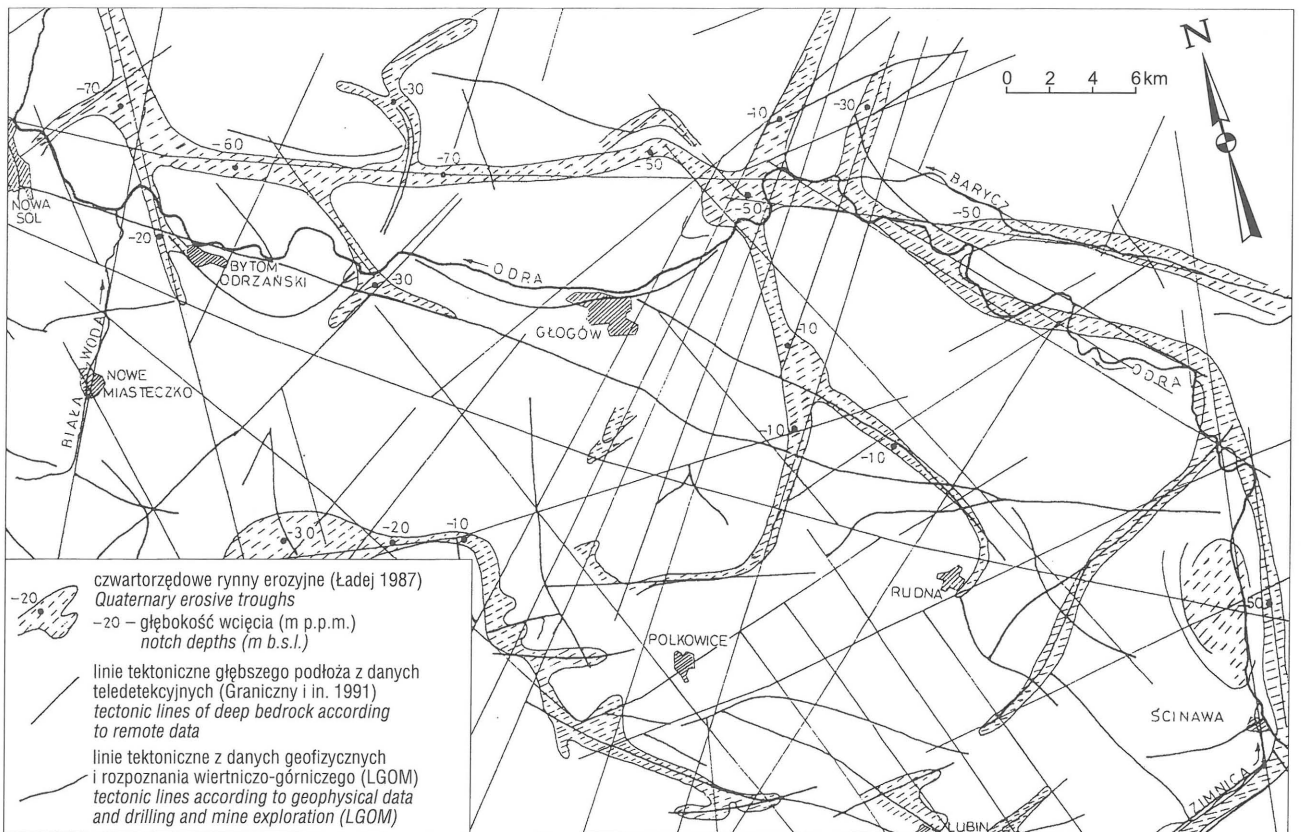 N
0 2 4 6km
-70
-30
-60
-70
-50
-10
-30
BARYCZ
-50
-50
NOWA
SÓL
-20
BYTOM
ODRZAŃSKI
-30
ODRA
GŁOGÓW
-10
ODRA
BIAŁA WODA
NOWE
MIASTECZKO
-10
-10
-30
-20
-10
RUDNA
-50
POLKOWICE
ŚCINAWA
ZIMNICA
LUBIN
-20
czwartorzędowe rynny erozyjne (Ładej 1987)
Quaternary erosive troughs
-20 – głębokość wcięcia (m p.p.m.)
notch depths (m b.s.l.)
linie tektoniczne głębszego podłoża z danych
teledetekcyjnych (Graniczny i in. 1991)
tectonic lines of deep bedrock according
to remote data
linie tektoniczne z danych geofizycznych
i rozpoznania wiertniczo-górniczego (LGOM)
tectonic lines according to geophysical data
and drilling and mine exploration (LGOM)